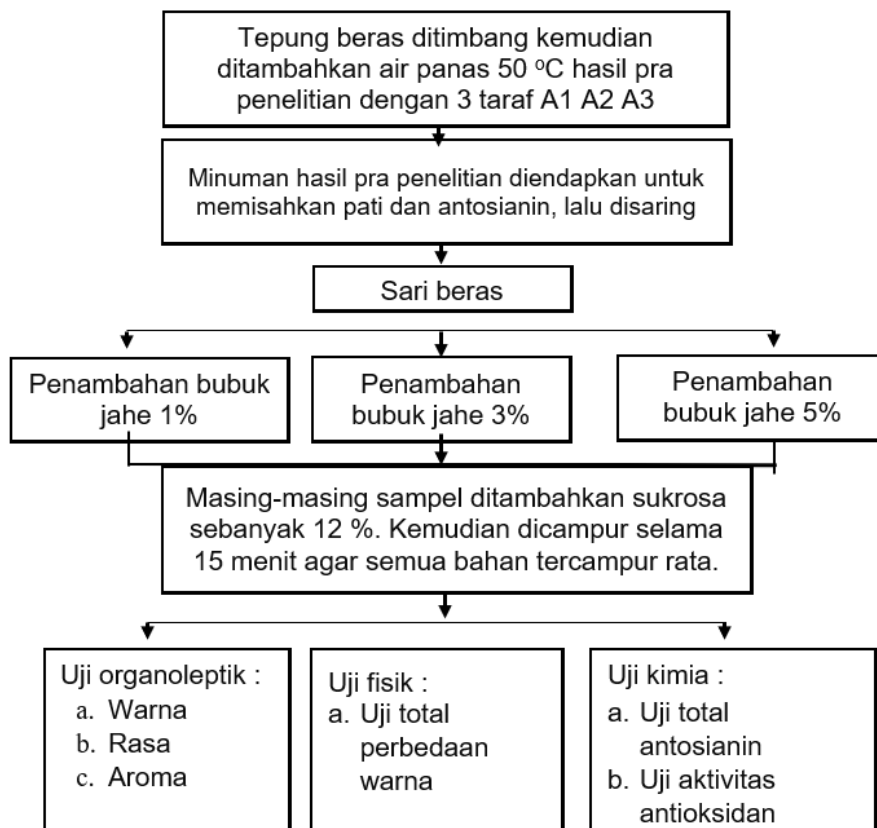 Tepung beras ditimbang kemudian
ditambahkan air panas 50 ⁰C hasil pra
penelitian dengan 3 taraf A1 A2 A3
Minuman hasil pra penelitian diendapkan untuk
memisahkan pati dan antosianin, lalu disaring
Sari beras
Penambahan bubuk
jahe 1%
Penambahan
bubuk jahe 3%
Penambahan
bubuk jahe 5%
Masing-masing sampel ditambahkan sukrosa
sebanyak 12 %. Kemudian dicampur selama
15 menit agar semua bahan tercampur rata.
Uji organoleptik :
a. Warna
b. Rasa
c. Aroma
Uji fisik :
a. Uji total
perbedaan
warna
Uji kimia :
a. Uji total
antosianin
b. Uji aktivitas
antioksidan